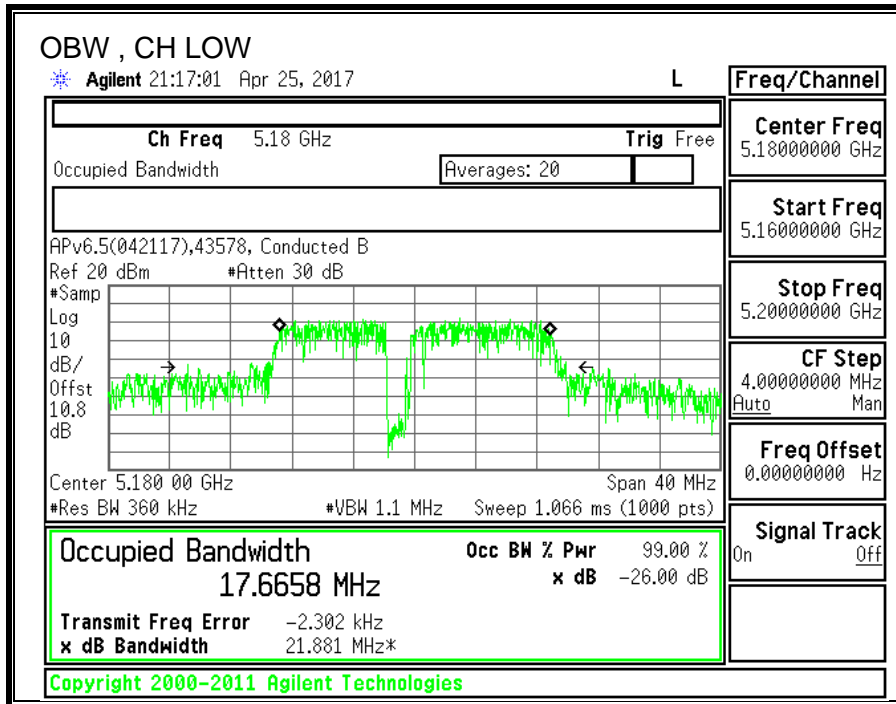 OBW , CH LOW
Agilent 21:17:01 Apr 25, 2017 L
Ch Freq 5.18 GHz Trig Free
Occupied Bandwidth Averages: 20
APv6.5(042117),43578, Conducted B
Ref 20 dBm #Atten 30 dB
#Samp
Log
10
dB/
Offst
10.8
dB
Center 5.180 00 GHz Span 40 MHz
#Res BW 360 kHz #VBW 1.1 MHz Sweep 1.066 ms (1000 pts)
Occupied Bandwidth Occ BW % Pwr 99.00 %
17.6658 MHz x dB -26.00 dB
Transmit Freq Error -2.302 kHz
x dB Bandwidth 21.881 MHz*
Copyright 2000-2011 Agilent Technologies
Freq/Channel
Center Freq
5.18000000 GHz
Start Freq
5.16000000 GHz
Stop Freq
5.20000000 GHz
CF Step
4.00000000 MHz
Auto Man
Freq Offset
0.00000000 Hz
Signal Track
On Off